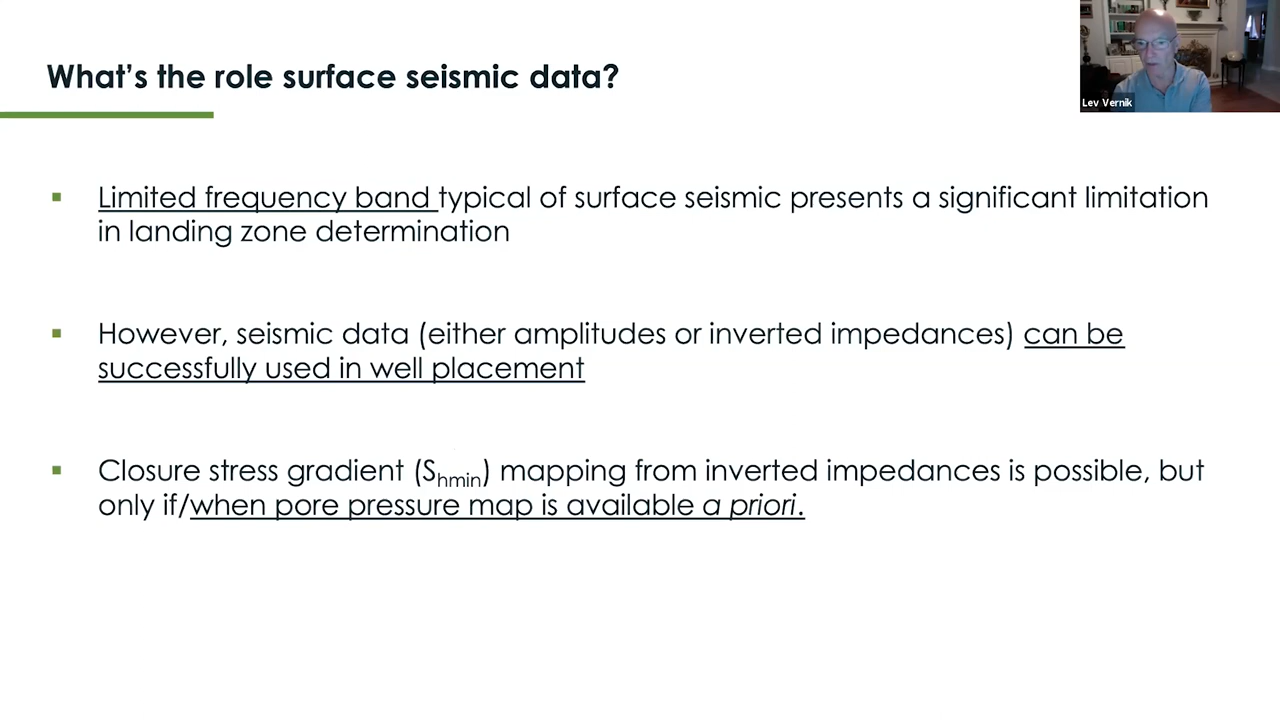 What's the role surface seismic data?
Lev Vernik
▪ Limited frequency band typical of surface seismic presents a significant limitation
in landing zone determination
▪ However, seismic data (either amplitudes or inverted impedances) can be
successfully used in well placement
▪ Closure stress gradient (Shmin) mapping from inverted impedances is possible, but
only if/when pore pressure map is available a priori.